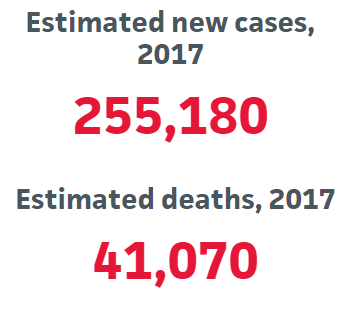 Estimated new cases,
2017
255,180
Estimated deaths, 2017
41,070